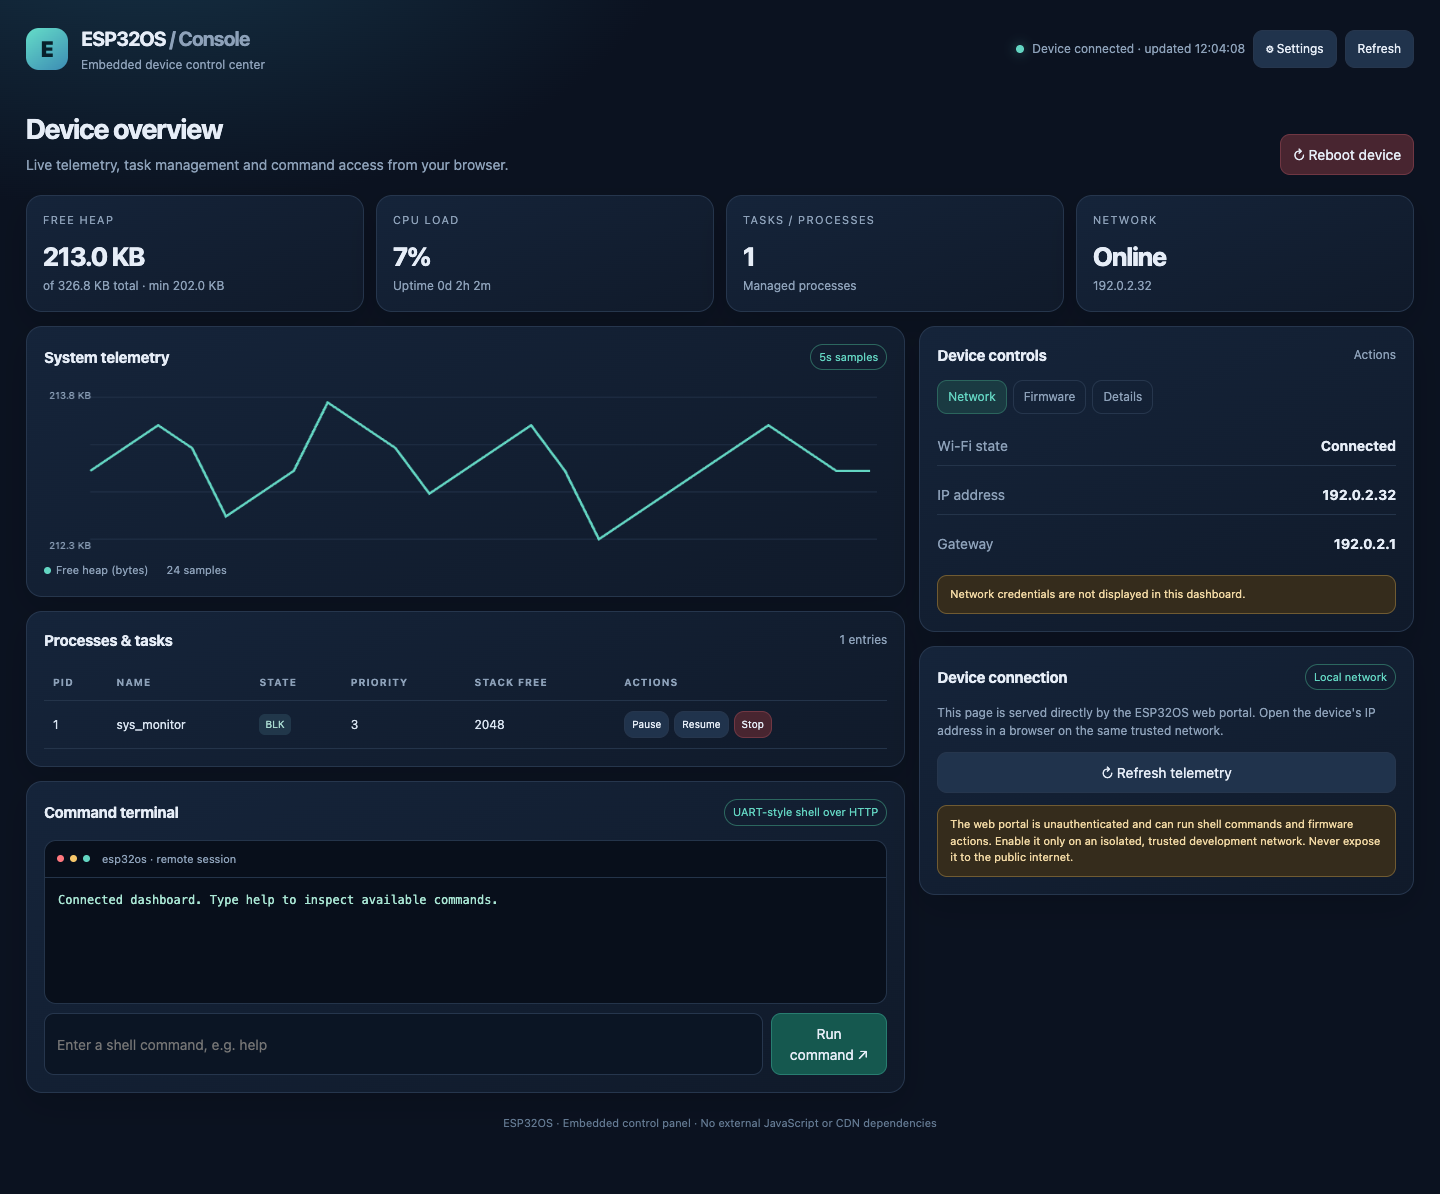 E
ESP32OS / Console
Embedded device control center
Device connected · updated 12:04:08
⚙ Settings
Refresh
Device overview
Live telemetry, task management and command access from your browser.
↻ Reboot device
FREE HEAP
213.0 KB
of 326.8 KB total · min 202.0 KB
CPU LOAD
7%
Uptime 0d 2h 2m
TASKS / PROCESSES
1
Managed processes
NETWORK
Online
192.0.2.32
System telemetry
5s samples
213.8 KB
212.3 KB
Free heap (bytes)
24 samples
Processes & tasks
1 entries
PID NAME STATE PRIORITY STACK FREE ACTIONS
1 sys_monitor BLK 3 2048 Pause Resume Stop
Command terminal
UART-style shell over HTTP
esp32os · remote session
Connected dashboard. Type help to inspect available commands.
Enter a shell command, e.g. help
Run
command ↗
Device controls
Actions
Network Firmware Details
Wi-Fi state Connected
IP address 192.0.2.32
Gateway 192.0.2.1
Network credentials are not displayed in this dashboard.
Device connection
Local network
This page is served directly by the ESP32OS web portal. Open the device's IP
address in a browser on the same trusted network.
↻ Refresh telemetry
The web portal is unauthenticated and can run shell commands and firmware
actions. Enable it only on an isolated, trusted development network. Never expose
it to the public internet.
ESP32OS · Embedded control panel · No external JavaScript or CDN dependencies